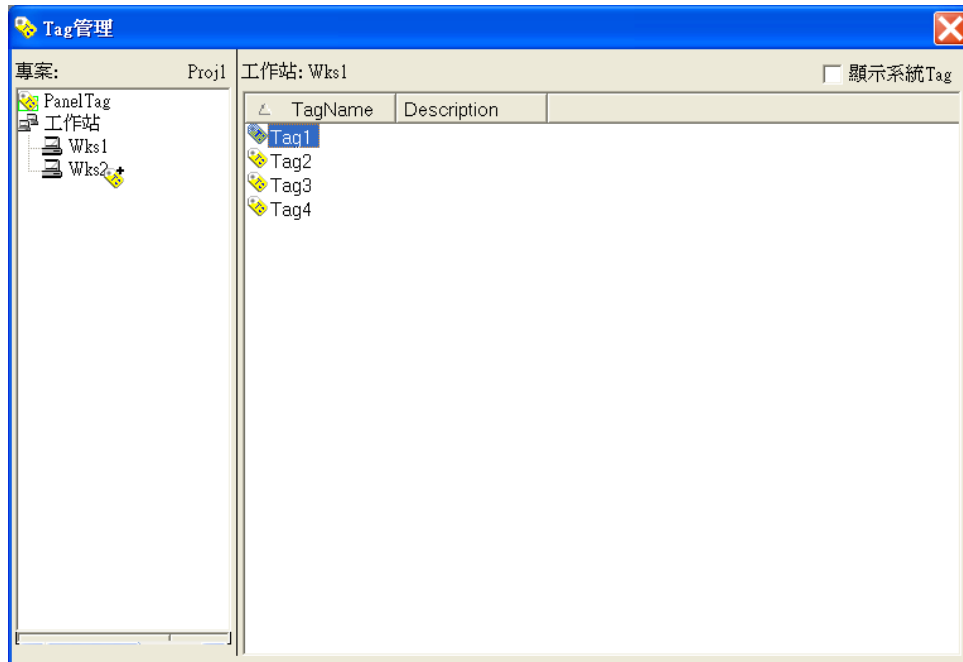 Tag管理
專案: Proj1
PanelTag
工作站
Wks1
Wks2
工作站: Wks1
顯示系統Tag
TagName Description
Tag1
Tag2
Tag3
Tag4